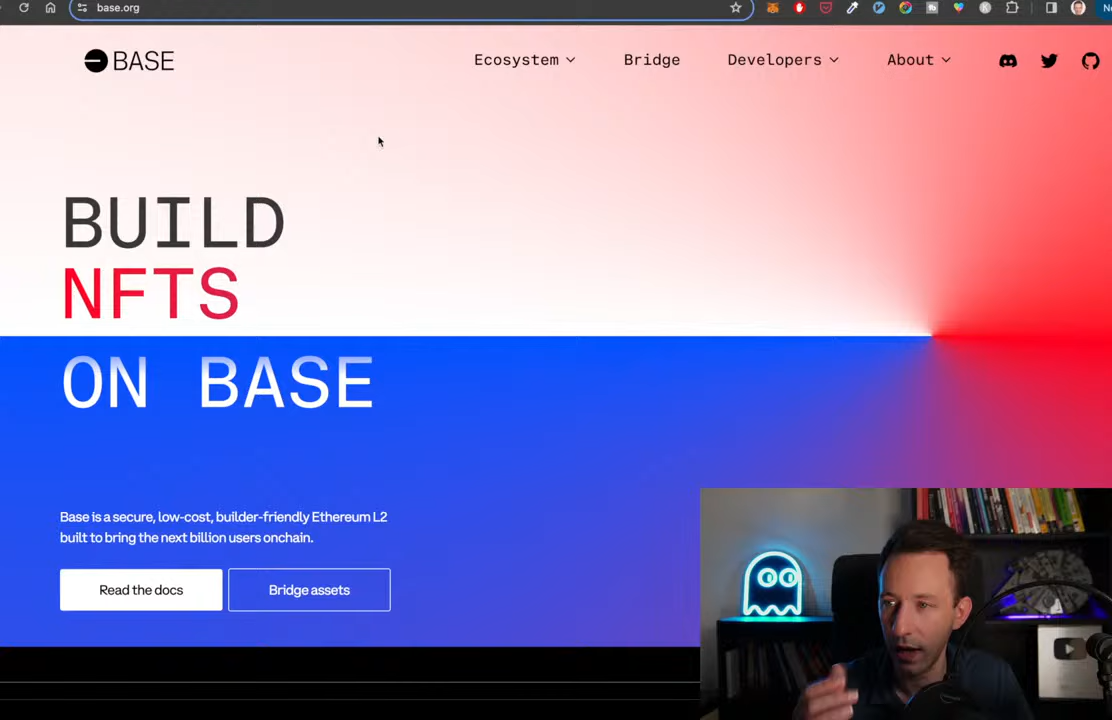 base.org
Ne
BASE
Ecosystem
Bridge
Developers
About
BUILD
NFTS
ON BASE
Base is a secure, low-cost, builder-friendly Ethereum L2
built to bring the next billion users onchain.
Read the docs
Bridge assets